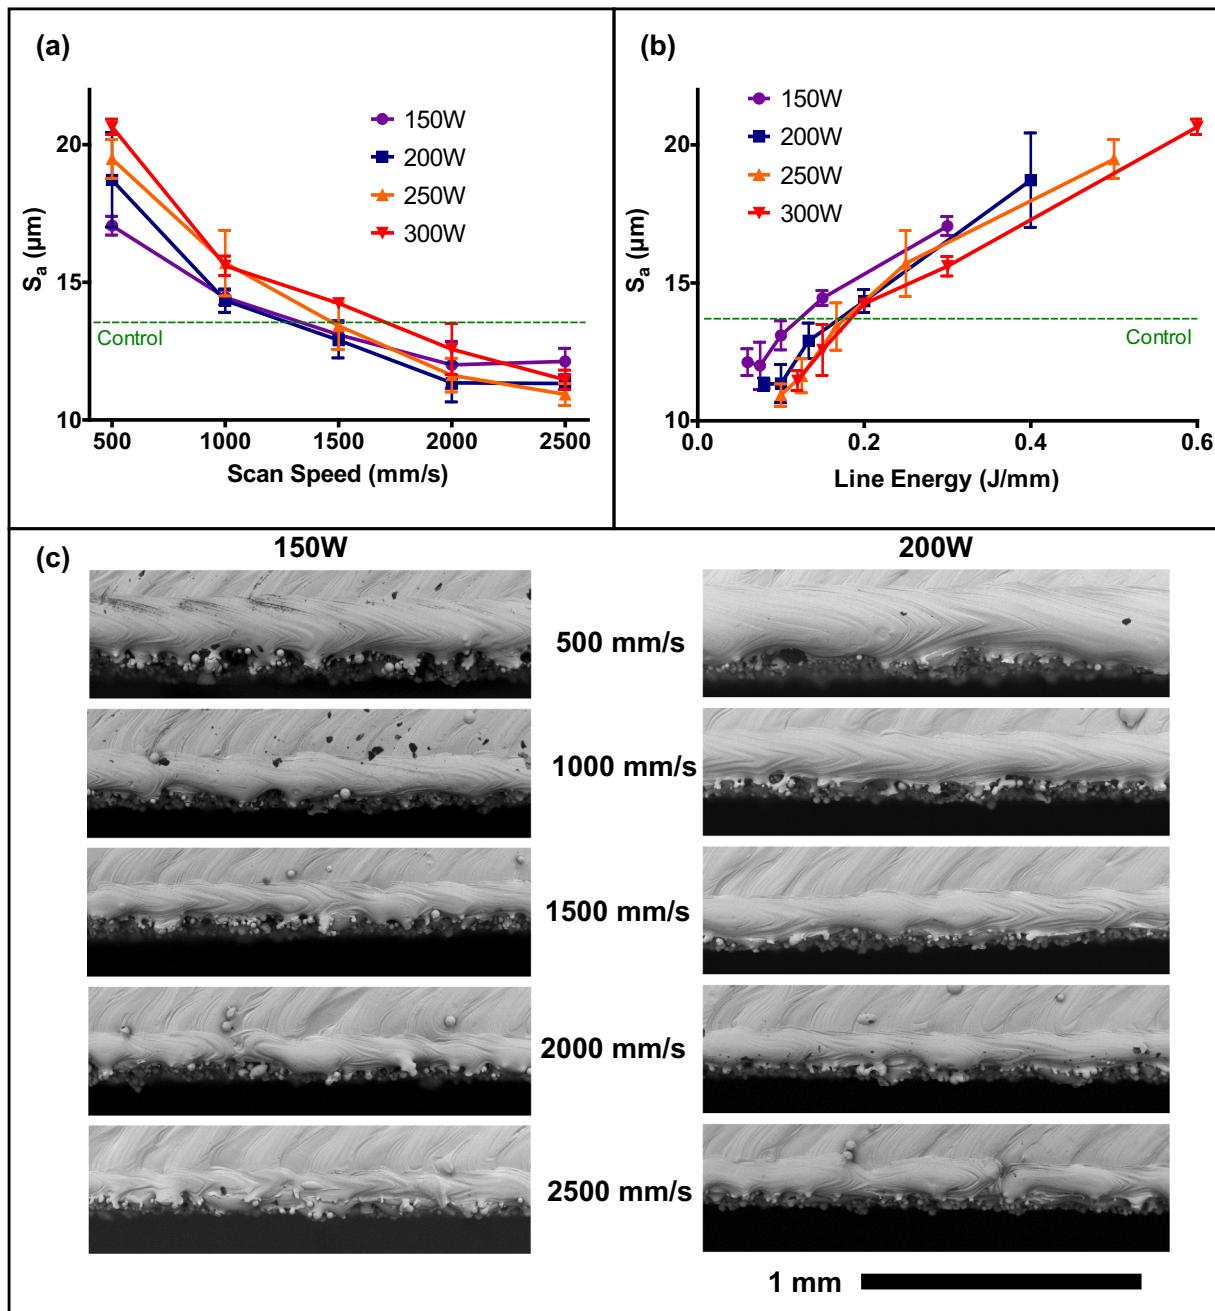 (a)
150W
200W
250W
300W
20
15
10
Sₐ (µm)
Control
500 1000 1500 2000 2500
Scan Speed (mm/s)
(b)
150W
200W
250W
300W
20
15
10
Sₐ (µm)
Control
0.0 0.2 0.4 0.6
Line Energy (J/mm)
(c)
150W 200W
500 mm/s
1000 mm/s
1500 mm/s
2000 mm/s
2500 mm/s
1 mm